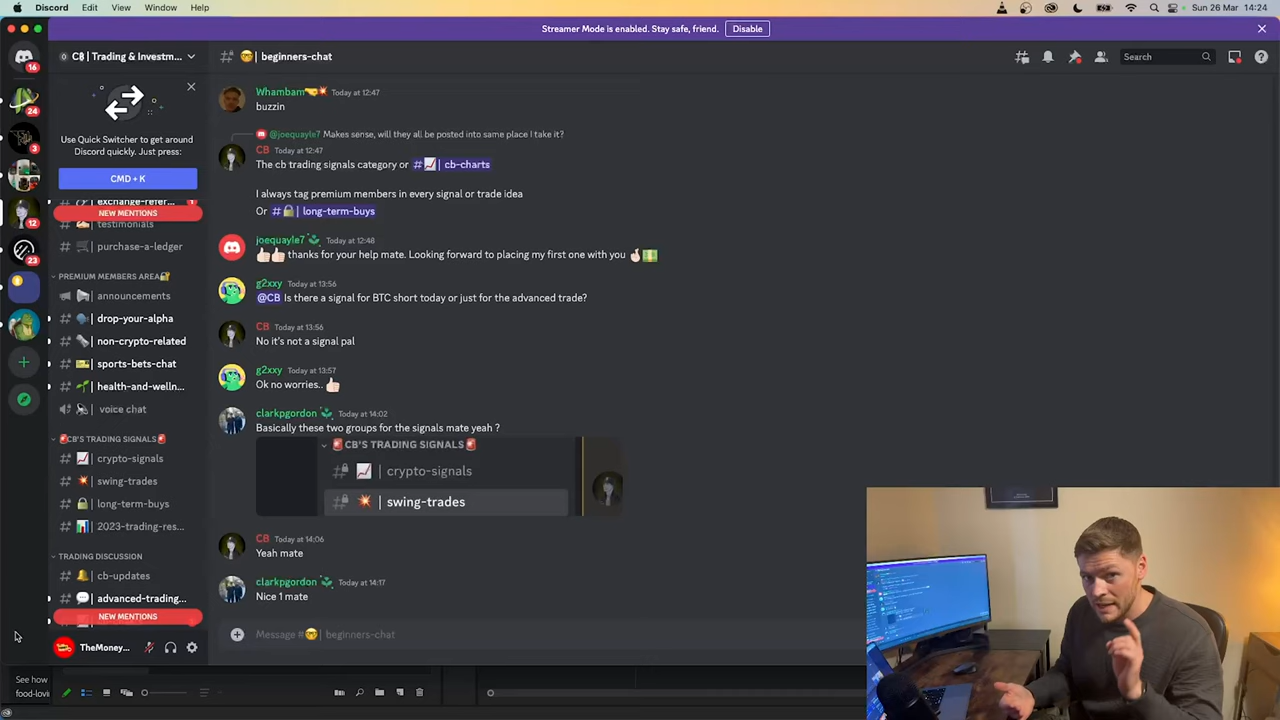 Discord Edit View Window Help
Sun 26 Mar 14:24
Streamer Mode is enabled. Stay safe, friend. Disable
16
24
3
12
23
CB | Trading & Investm...
Use Quick Switcher to get around
Discord quickly. Just press:
CMD + K
exchange-refer...
NEW MENTIONS
testimonials
purchase-a-ledger
PREMIUM MEMBERS AREA
announcements
drop-your-alpha
non-crypto-related
sports-bets-chat
health-and-welln...
voice chat
CB'S TRADING SIGNALS
crypto-signals
swing-trades
long-term-buys
2023-trading-res...
TRADING DISCUSSION
cb-updates
advanced-trading...
NEW MENTIONS
TheMoney...
beginners-chat
Search
Whambam Today at 12:47
buzzin
@joequayle7 Makes sense, will they all be posted into same place I take it?
CB Today at 12:47
The cb trading signals category or # | cb-charts
I always tag premium members in every signal or trade idea
Or # | long-term-buys
joequayle7 Today at 12:48
thanks for your help mate. Looking forward to placing my first one with you
g2xxy Today at 13:56
@CB Is there a signal for BTC short today or just for the advanced trade?
CB Today at 13:56
No it's not a signal pal
g2xxy Today at 13:57
Ok no worries..
clarkpgordon Today at 14:02
Basically these two groups for the signals mate yeah ?
CB'S TRADING SIGNALS
crypto-signals
swing-trades
CB Today at 14:06
Yeah mate
clarkpgordon Today at 14:17
Nice 1 mate
Message # | beginners-chat
See how
food-lovi